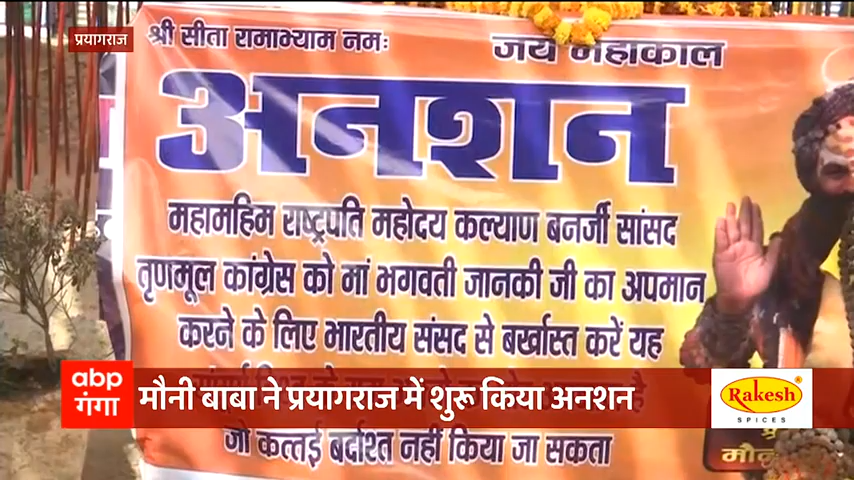 प्रयागराज
श्री सीता रामाभ्याम नमः
जय महाकाल
अनशन
महामहिम राष्ट्रपति महोदय कल्याण बनर्जी सांसद
तृणमूल कांग्रेस को मां भगवती जानकी जी का अपमान
करने के लिए भारतीय संसद से बर्खास्त करें यह
abp
गंगा
मौनी बाबा ने प्रयागराज में शुरू किया अनशन
Rakesh
SPICES
जो कत्तई बर्दाश्त नहीं किया जा सकता